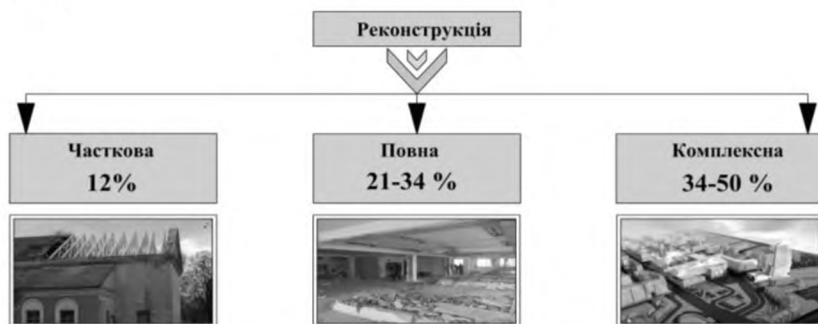 Реконструкція
Часткова
12%
Повна
21-34 %
Комплексна
34-50 %